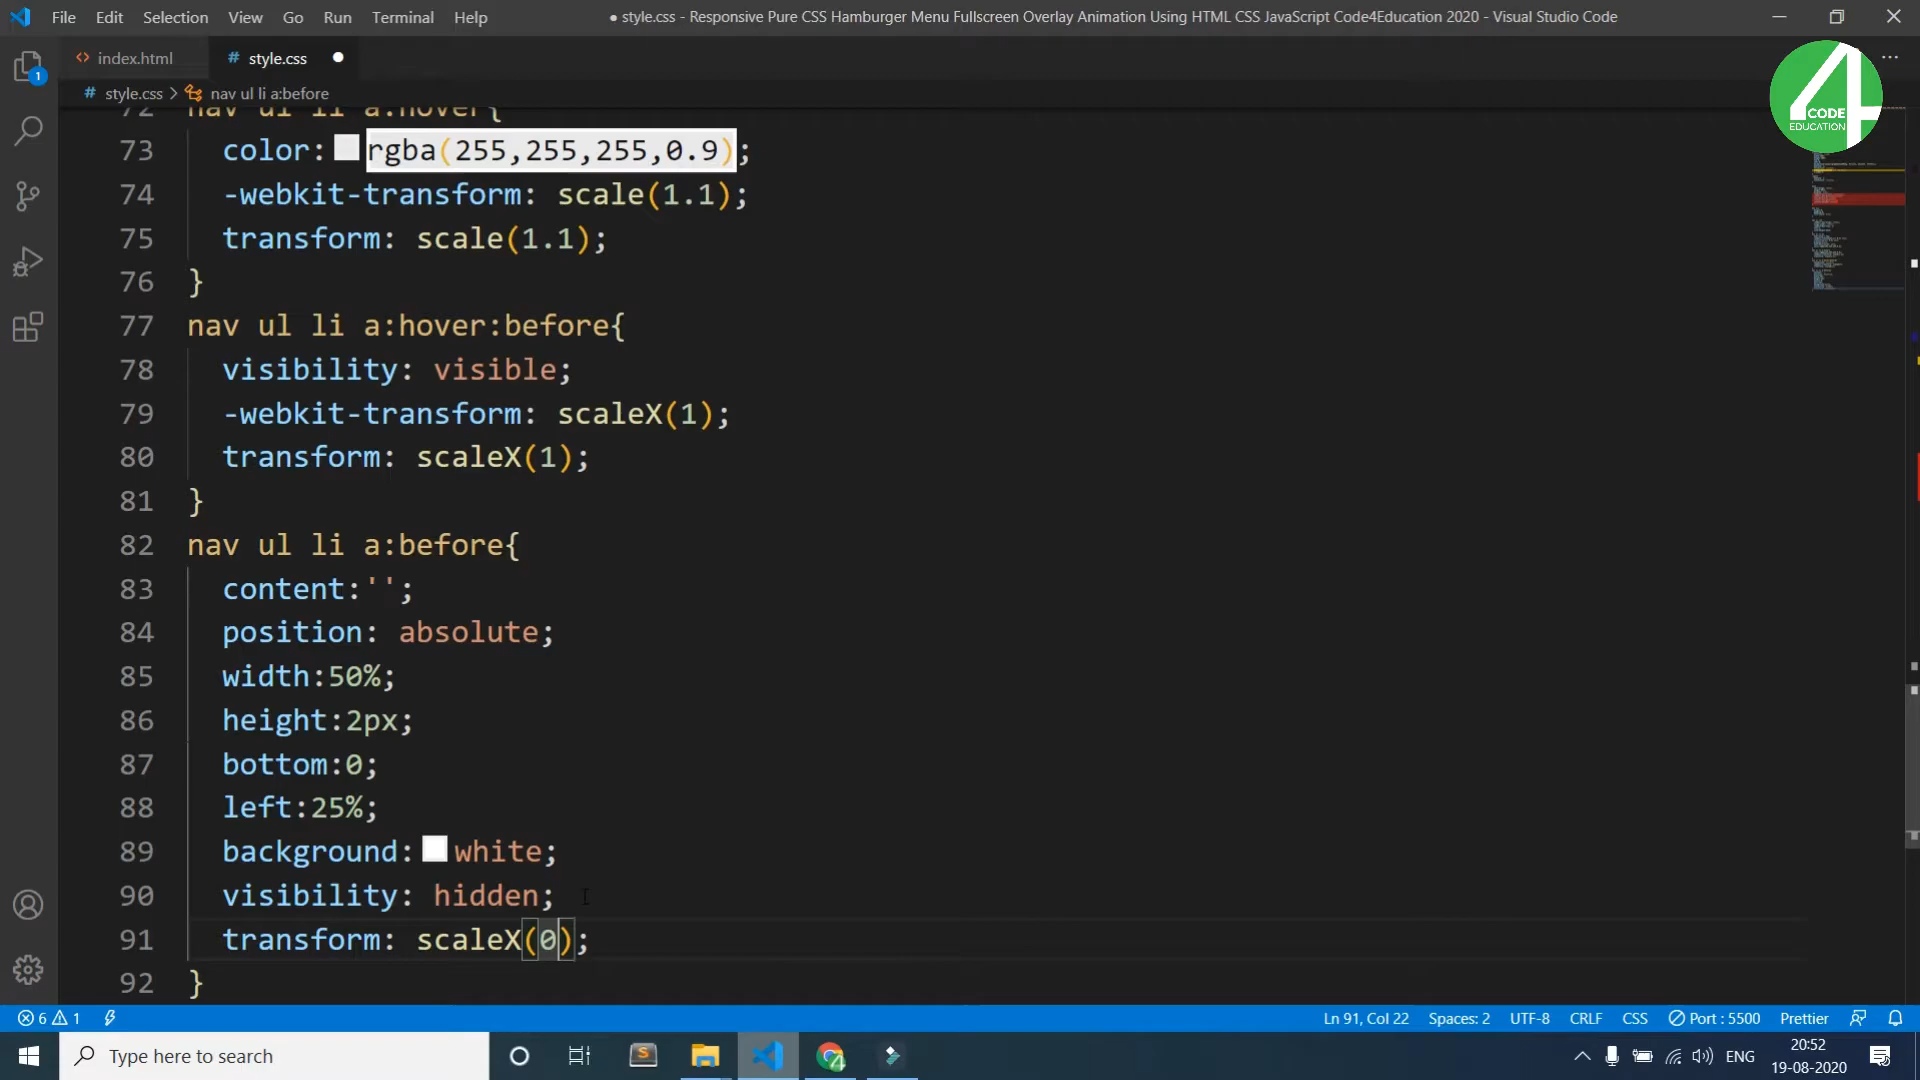 File Edit Selection View Go Run Terminal Help ● style.css - Responsive Pure CSS Hamburger Menu Fullscreen Overlay Animation Using HTML CSS JavaScript Code4Education 2020 - Visual Studio Code
index.html # style.css
# style.css > nav ul li a:before
4 CODE EDUCATION
1
72 nav ul li a:hover{
73 color: rgba(255,255,255,0.9);
74 -webkit-transform: scale(1.1);
75 transform: scale(1.1);
76 }
77 nav ul li a:hover:before{
78 visibility: visible;
79 -webkit-transform: scaleX(1);
80 transform: scaleX(1);
81 }
82 nav ul li a:before{
83 content:'';
84 position: absolute;
85 width:50%;
86 height:2px;
87 bottom:0;
88 left:25%;
89 background: white;
90 visibility: hidden;
91 transform: scaleX(0);
92 }
6 1 Ln 91, Col 22 Spaces: 2 UTF-8 CRLF CSS Port : 5500 Prettier
Type here to search ENG 20:52
19-08-2020